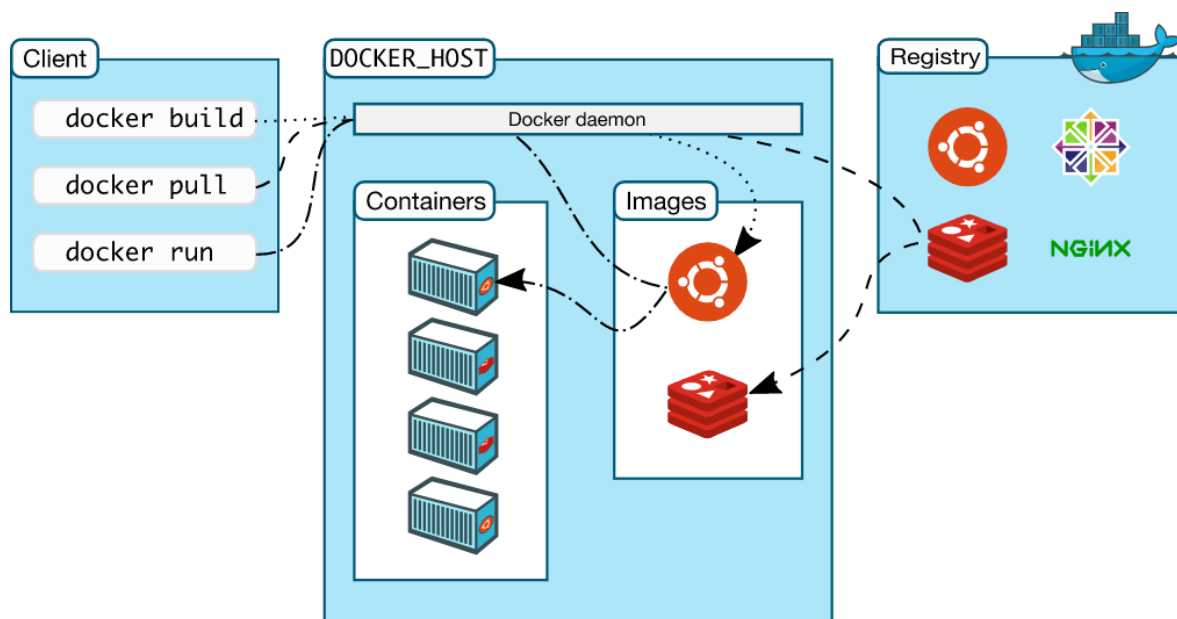 Client
docker build
docker pull
docker run
DOCKER_HOST
Docker daemon
Containers
Images
Registry
NGINX